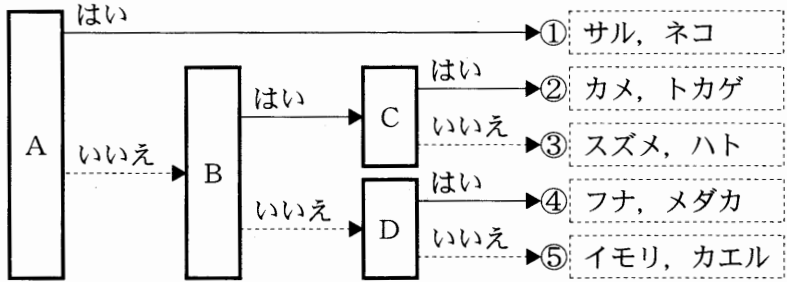 はい
① サル，ネコ
はい
② カメ，トカゲ
はい
C
A
いいえ
B
いいえ
③ スズメ，ハト
はい
④ フナ，メダカ
いいえ
D
いいえ
⑤ イモリ，カエル